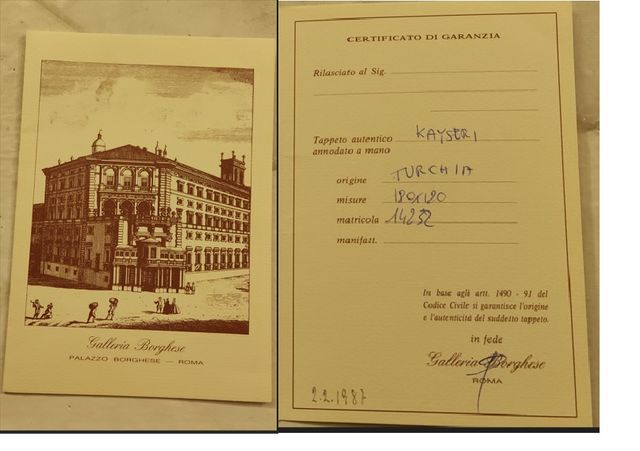 Galleria Borghese
PALAZZO BORGHESE — ROMA
CERTIFICATO DI GARANZIA
Rilasciato al Sig.
Tappeto autentico KAYSERI
annodato a mano
origine TURCHIA
misure 180x120
matricola 14232
manifatt.
In base agli artt. 1490 - 91 del
Codice Civile si garantisce l'origine
e l'autenticità del suddetto tappeto.
in fede
Galleria Borghese
ROMA
2.2.1987